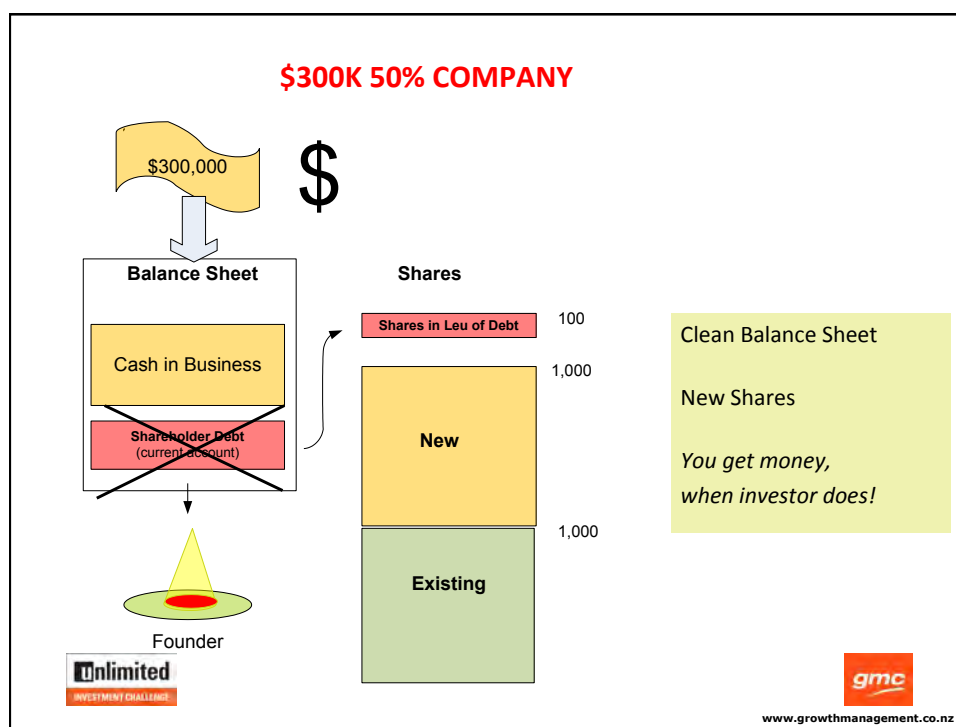 $300K 50% COMPANY
$300,000
$
Balance Sheet
Shares
Shares in Leu of Debt
100
Cash in Business
1,000
Clean Balance Sheet
New Shares
You get money,
when investor does!
Shareholder Debt
(current account)
New
1,000
Existing
Founder
unlimited
INVESTMENT CHALLENGE
gmc
www.growthmanagement.co.nz